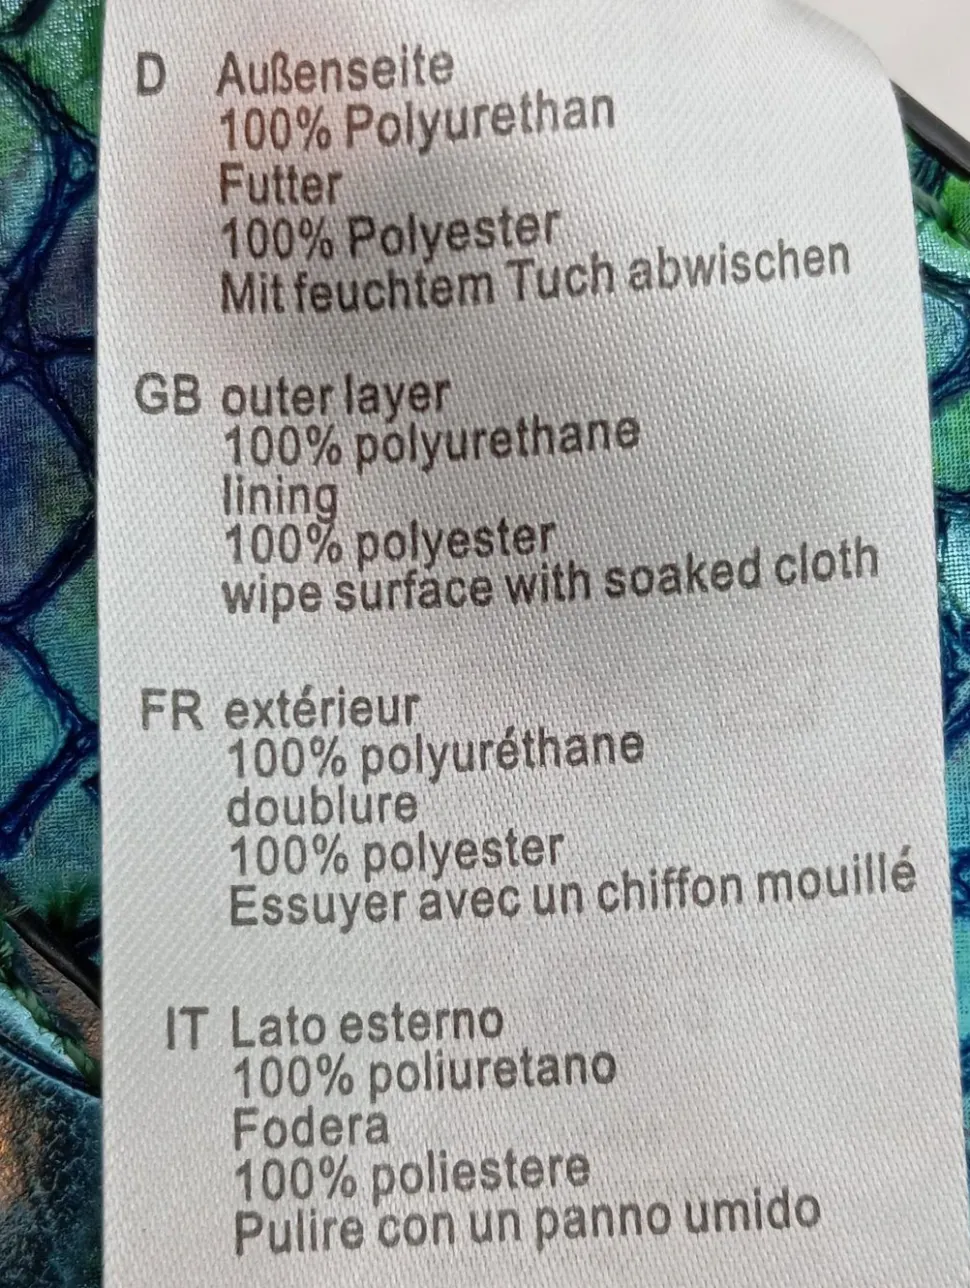 D Außenseite
100% Polyurethan
Futter
100% Polyester
Mit feuchtem Tuch abwischen
GB outer layer
100% polyurethane
lining
100% polyester
wipe surface with soaked cloth
FR extérieur
100% polyuréthane
doublure
100% polyester
Essuyer avec un chiffon mouillé
IT Lato esterno
100% poliuretano
Fodera
100% poliestere
Pulire con un panno umido